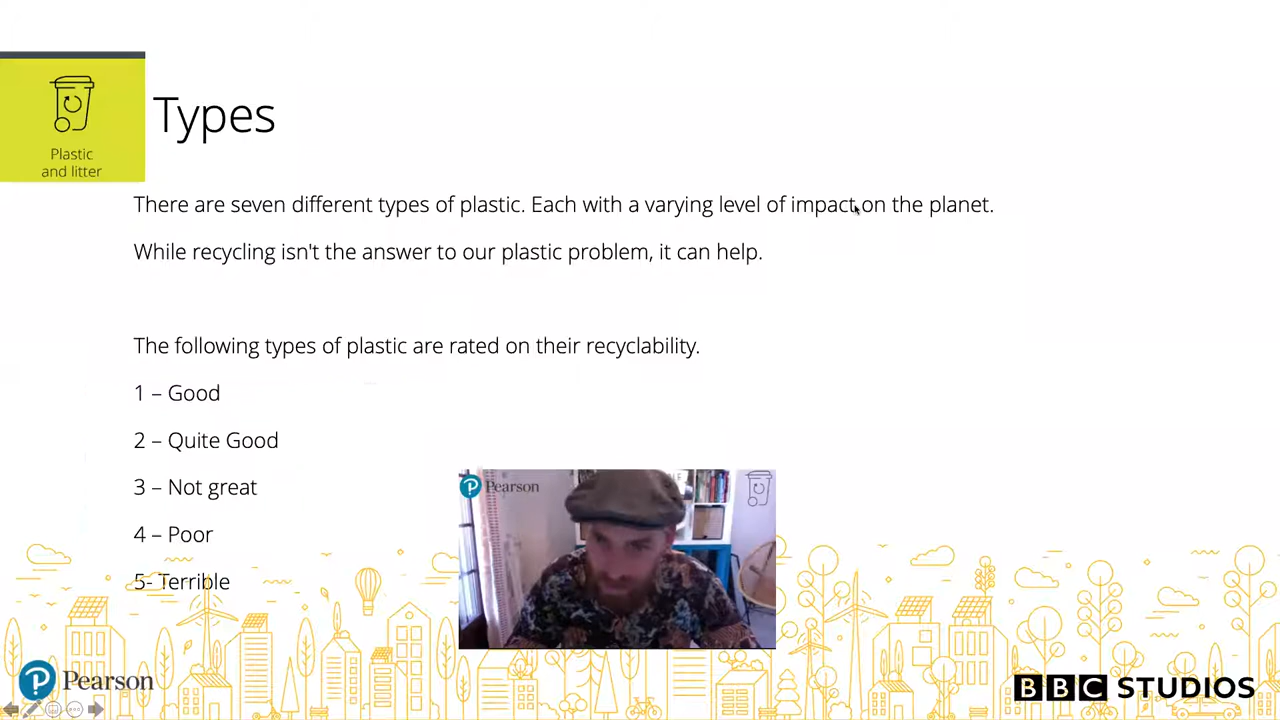 Plastic
and litter
Types
There are seven different types of plastic. Each with a varying level of impact on the planet.
While recycling isn't the answer to our plastic problem, it can help.
The following types of plastic are rated on their recyclability.
1 – Good
2 – Quite Good
3 – Not great
4 – Poor
5- Terrible
Pearson
Pearson
BBC STUDIOS